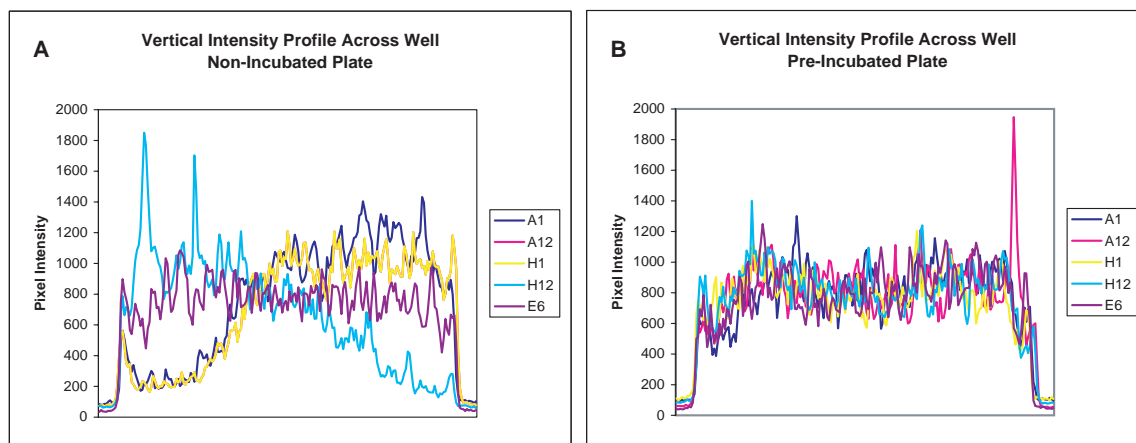 A
Vertical Intensity Profile Across Well
Non-Incubated Plate
Pixel Intensity
2000
1800
1600
1400
1200
1000
800
600
400
200
0
A1
A12
H1
H12
E6
B
Vertical Intensity Profile Across Well
Pre-Incubated Plate
Pixel Intensity
2000
1800
1600
1400
1200
1000
800
600
400
200
0
A1
A12
H1
H12
E6